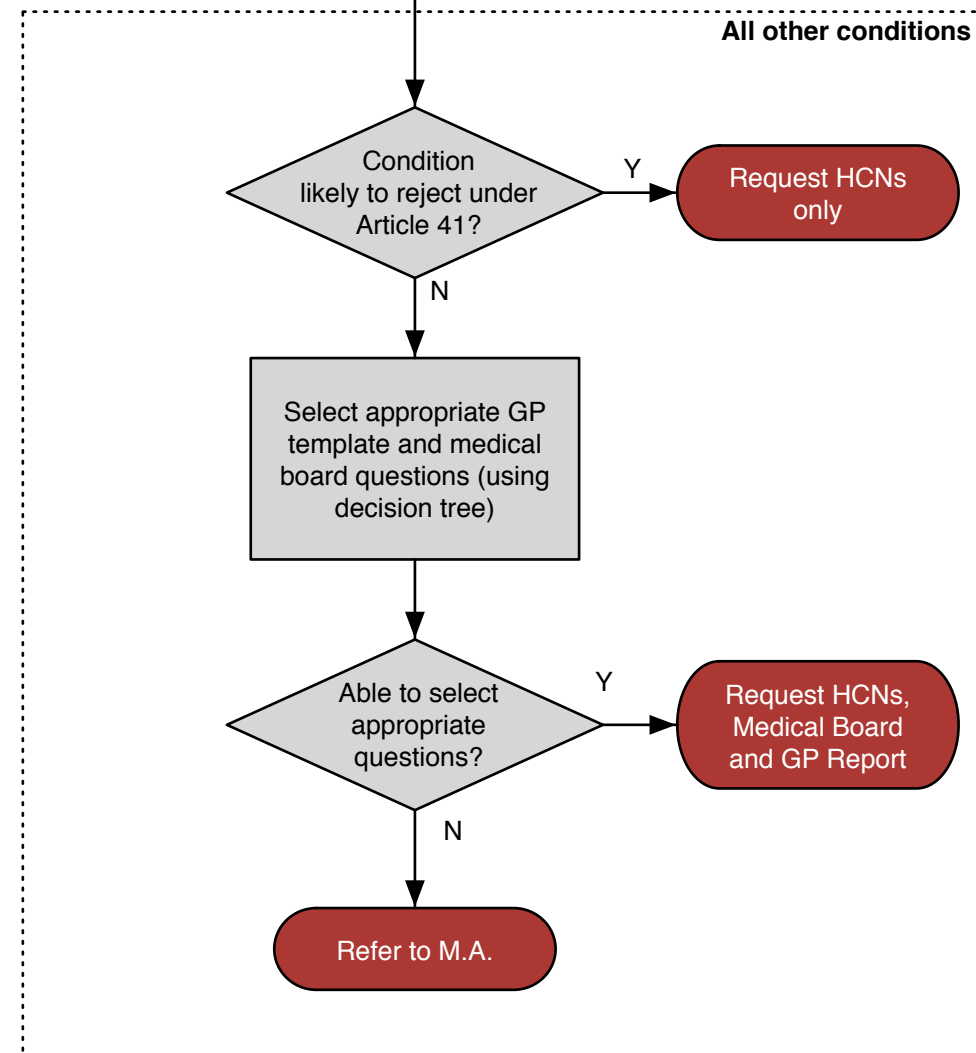 All other conditions
Condition
likely to reject under
Article 41?
Y
Request HCNs
only
N
Select appropriate GP
template and medical
board questions (using
decision tree)
Able to select
appropriate
questions?
Y
Request HCNs,
Medical Board
and GP Report
N
Refer to M.A.